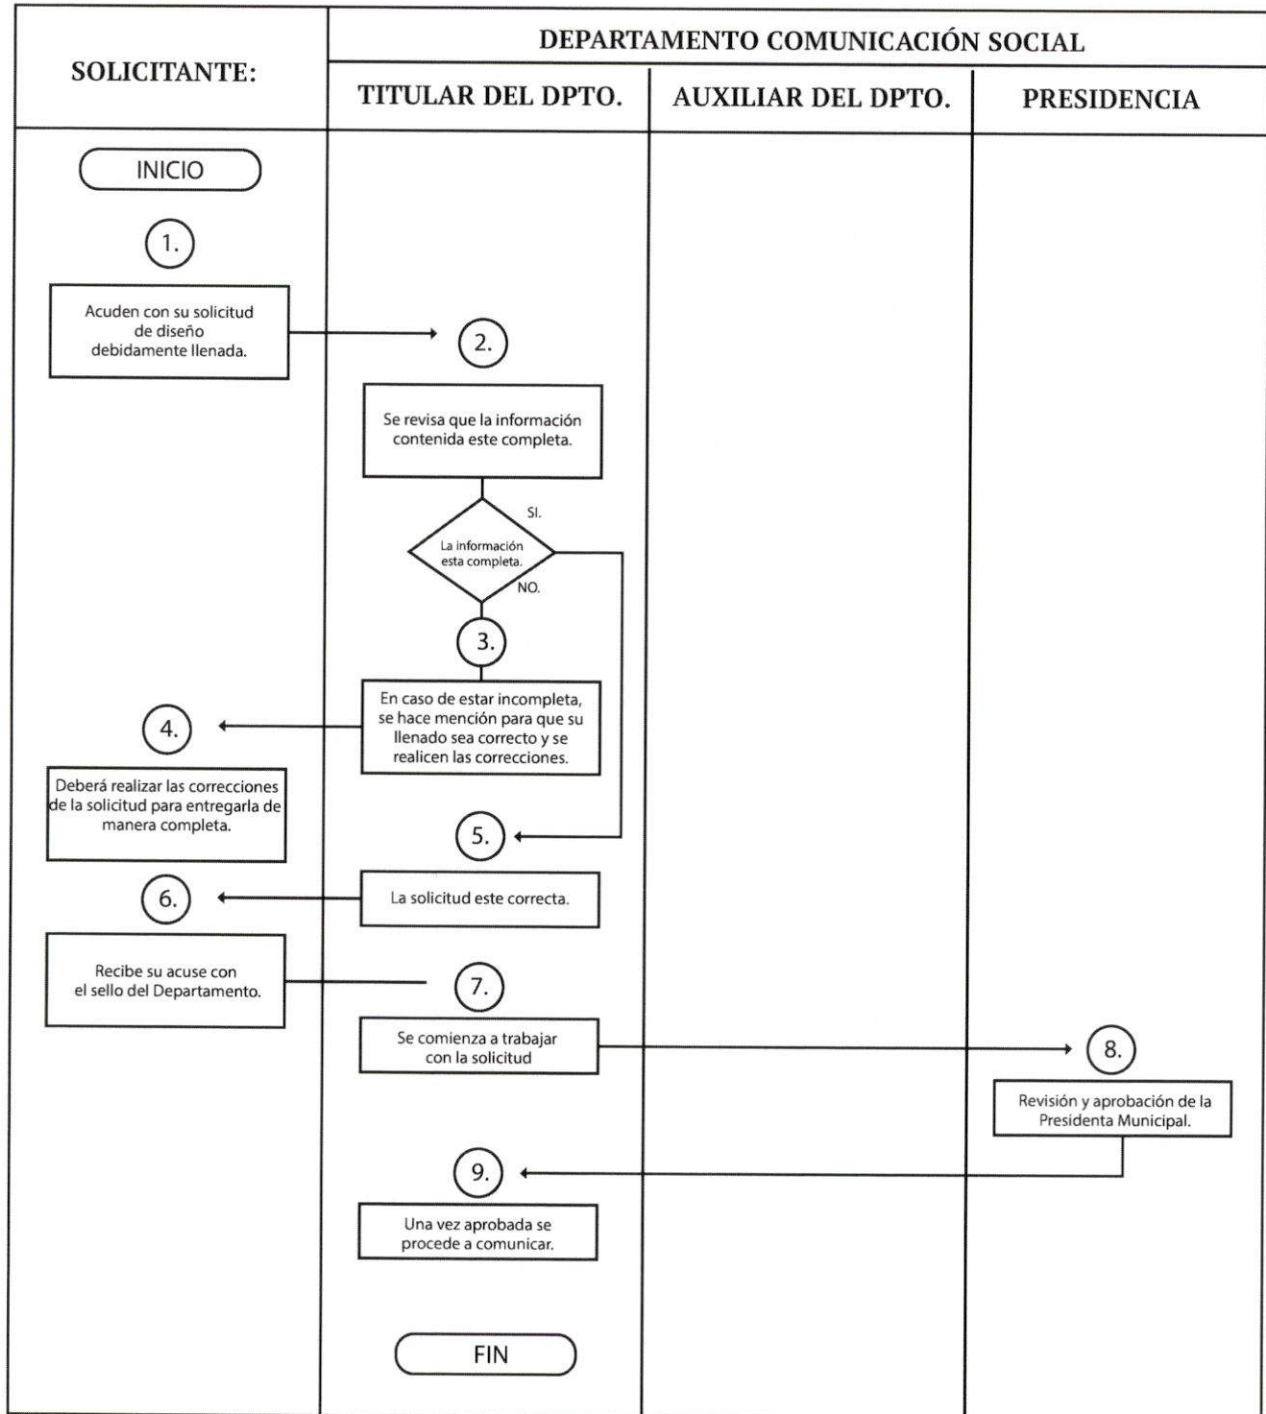 DEPARTAMENTO COMUNICACIÓN SOCIAL
SOLICITANTE:
TITULAR DEL DPTO.
AUXILIAR DEL DPTO.
PRESIDENCIA
INICIO
1.
Acuden con su solicitud
de diseño
debidamente llenada.
2.
Se revisa que la información
contenida este completa.
SI.
La información
esta completa.
NO.
3.
En caso de estar incompleta,
se hace mención para que su
llenado sea correcto y se
realicen las correcciones.
4.
Deberá realizar las correcciones
de la solicitud para entregarla de
manera completa.
5.
La solicitud este correcta.
6.
Recibe su acuse con
el sello del Departamento.
7.
Se comienza a trabajar
con la solicitud
8.
Revisión y aprobación de la
Presidenta Municipal.
9.
Una vez aprobada se
procede a comunicar.
FIN